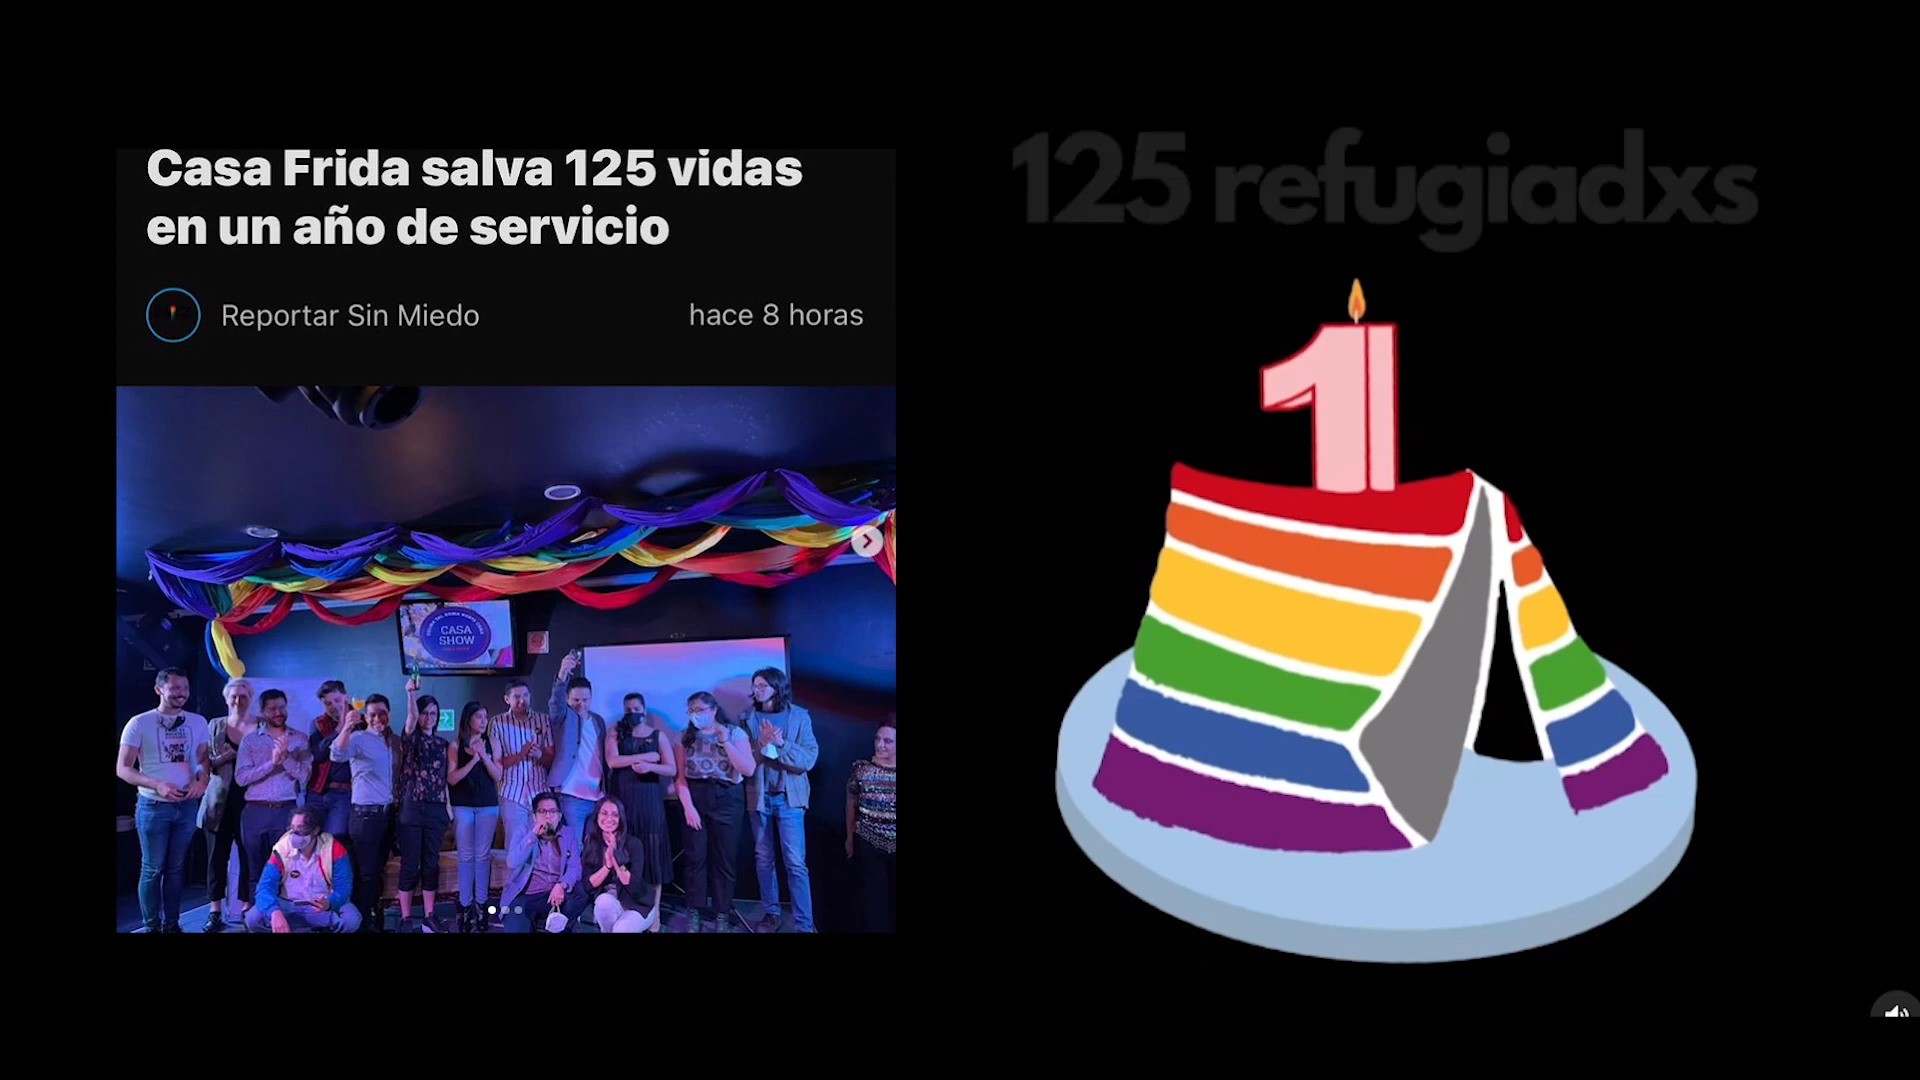 Casa Frida salva 125 vidas
en un año de servicio
Reportar Sin Miedo
hace 8 horas
CASA
SHOW
125 refugiadxs
1